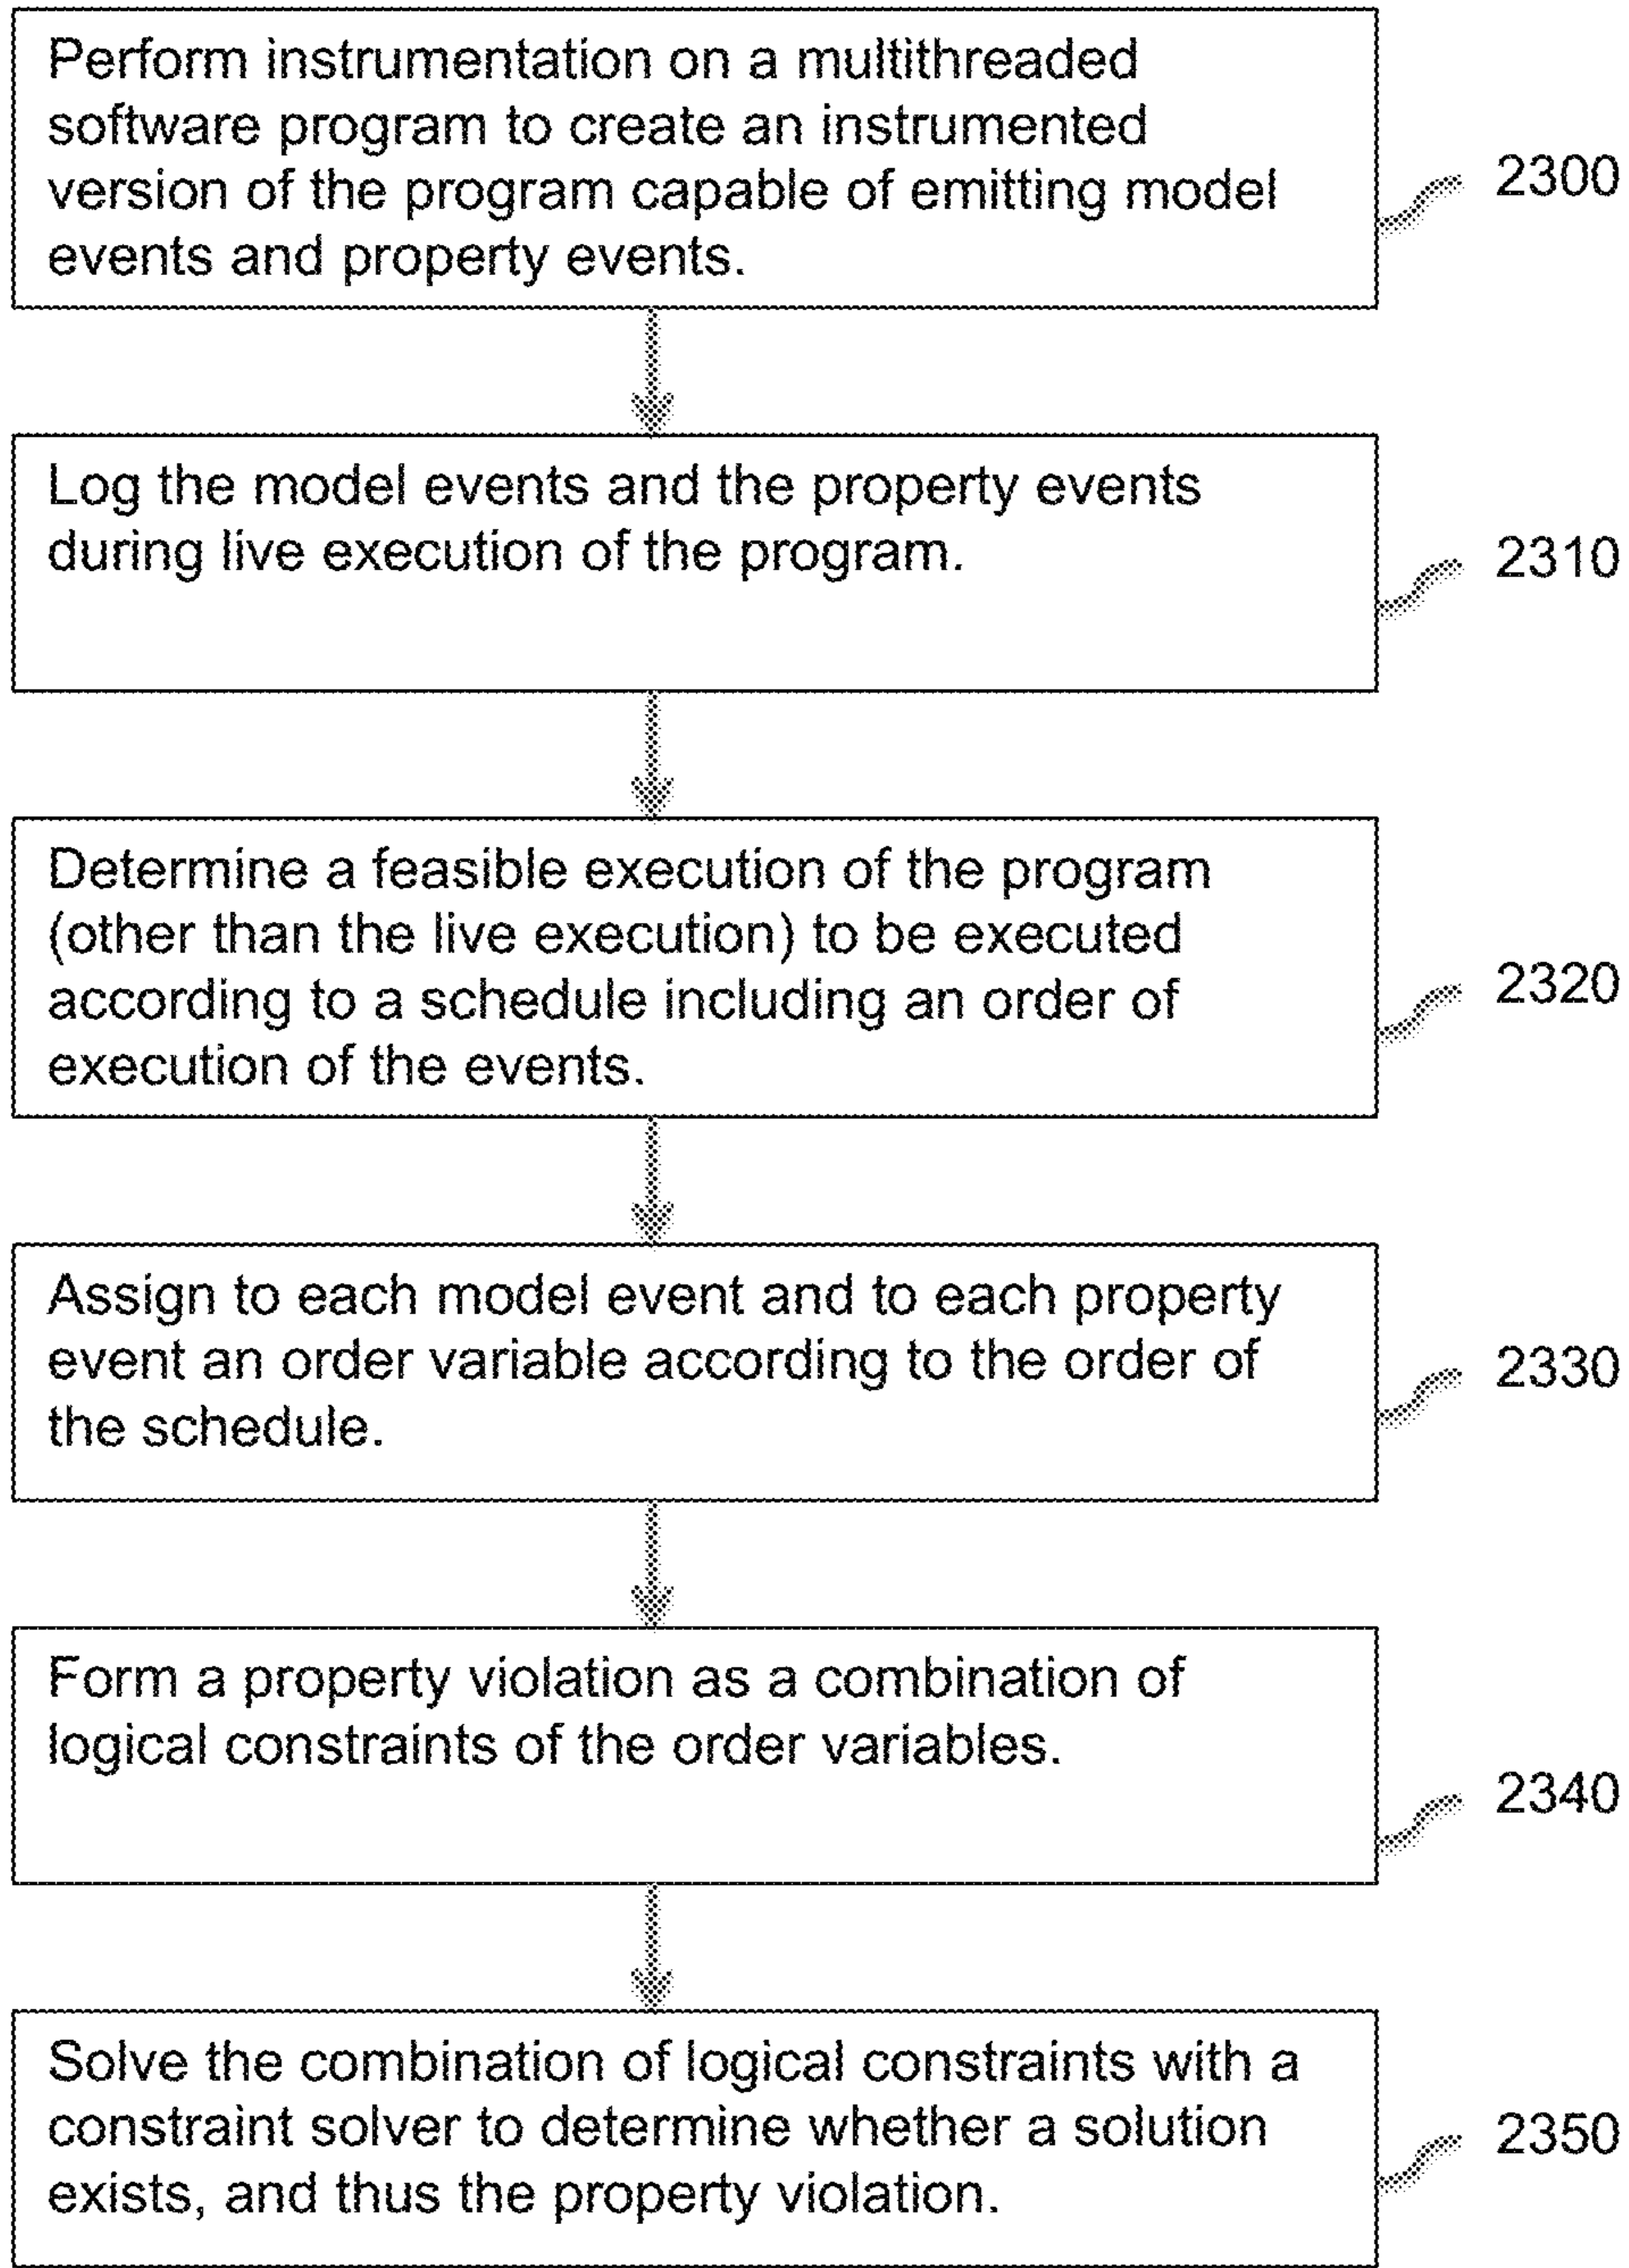 Perform instrumentation on a multithreaded
software program to create an instrumented
version of the program capable of emitting model
events and property events.
2300
Log the model events and the property events
during live execution of the program.
2310
Determine a feasible execution of the program
(other than the live execution) to be executed
according to a schedule including an order of
execution of the events.
2320
Assign to each model event and to each property
event an order variable according to the order of
the schedule.
2330
Form a property violation as a combination of
logical constraints of the order variables.
2340
Solve the combination of logical constraints with a
constraint solver to determine whether a solution
exists, and thus the property violation.
2350